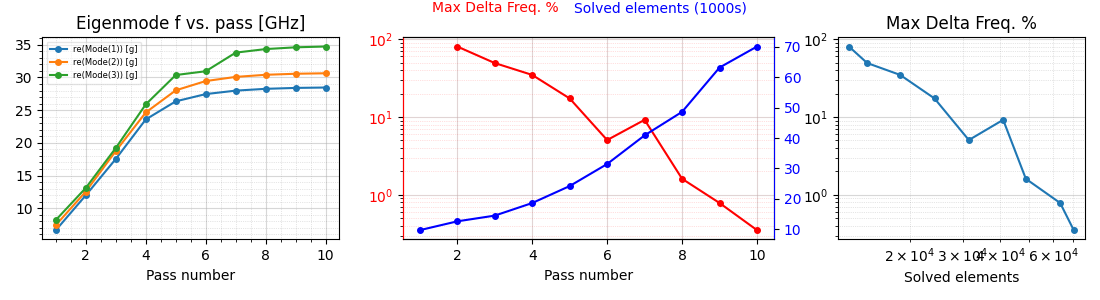 Eigenmode f vs. pass [GHz]
re(Mode(1)) [g]
re(Mode(2)) [g]
re(Mode(3)) [g]
35
30
25
20
15
10
2 4 6 8 10
Pass number
Max Delta Freq. % Solved elements (1000s)
10²
10¹
10⁰
70
60
50
40
30
20
10
2 4 6 8 10
Pass number
Max Delta Freq. %
10²
10¹
10⁰
2 × 10⁴ 3 × 10⁴ 4 × 10⁴ 6 × 10⁴
Solved elements